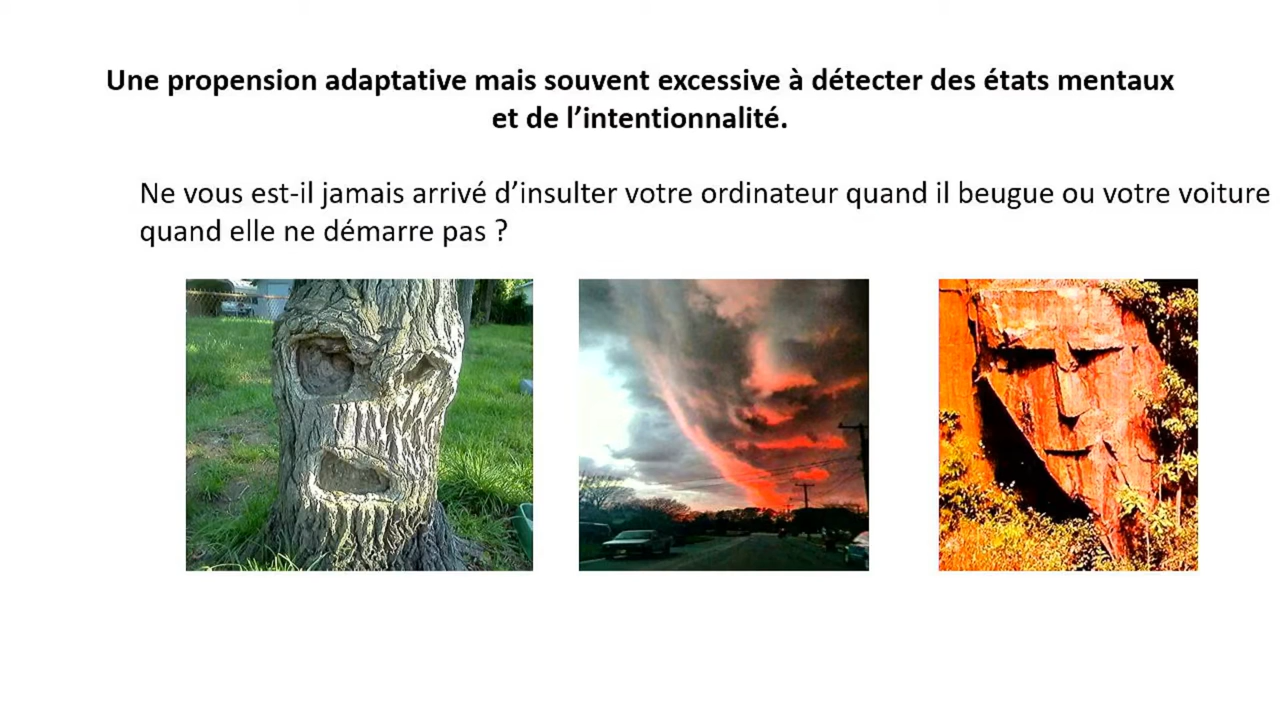 Une propension adaptative mais souvent excessive à détecter des états mentaux
et de l’intentionnalité.
Ne vous est-il jamais arrivé d’insulter votre ordinateur quand il beugue ou votre voiture
quand elle ne démarre pas ?